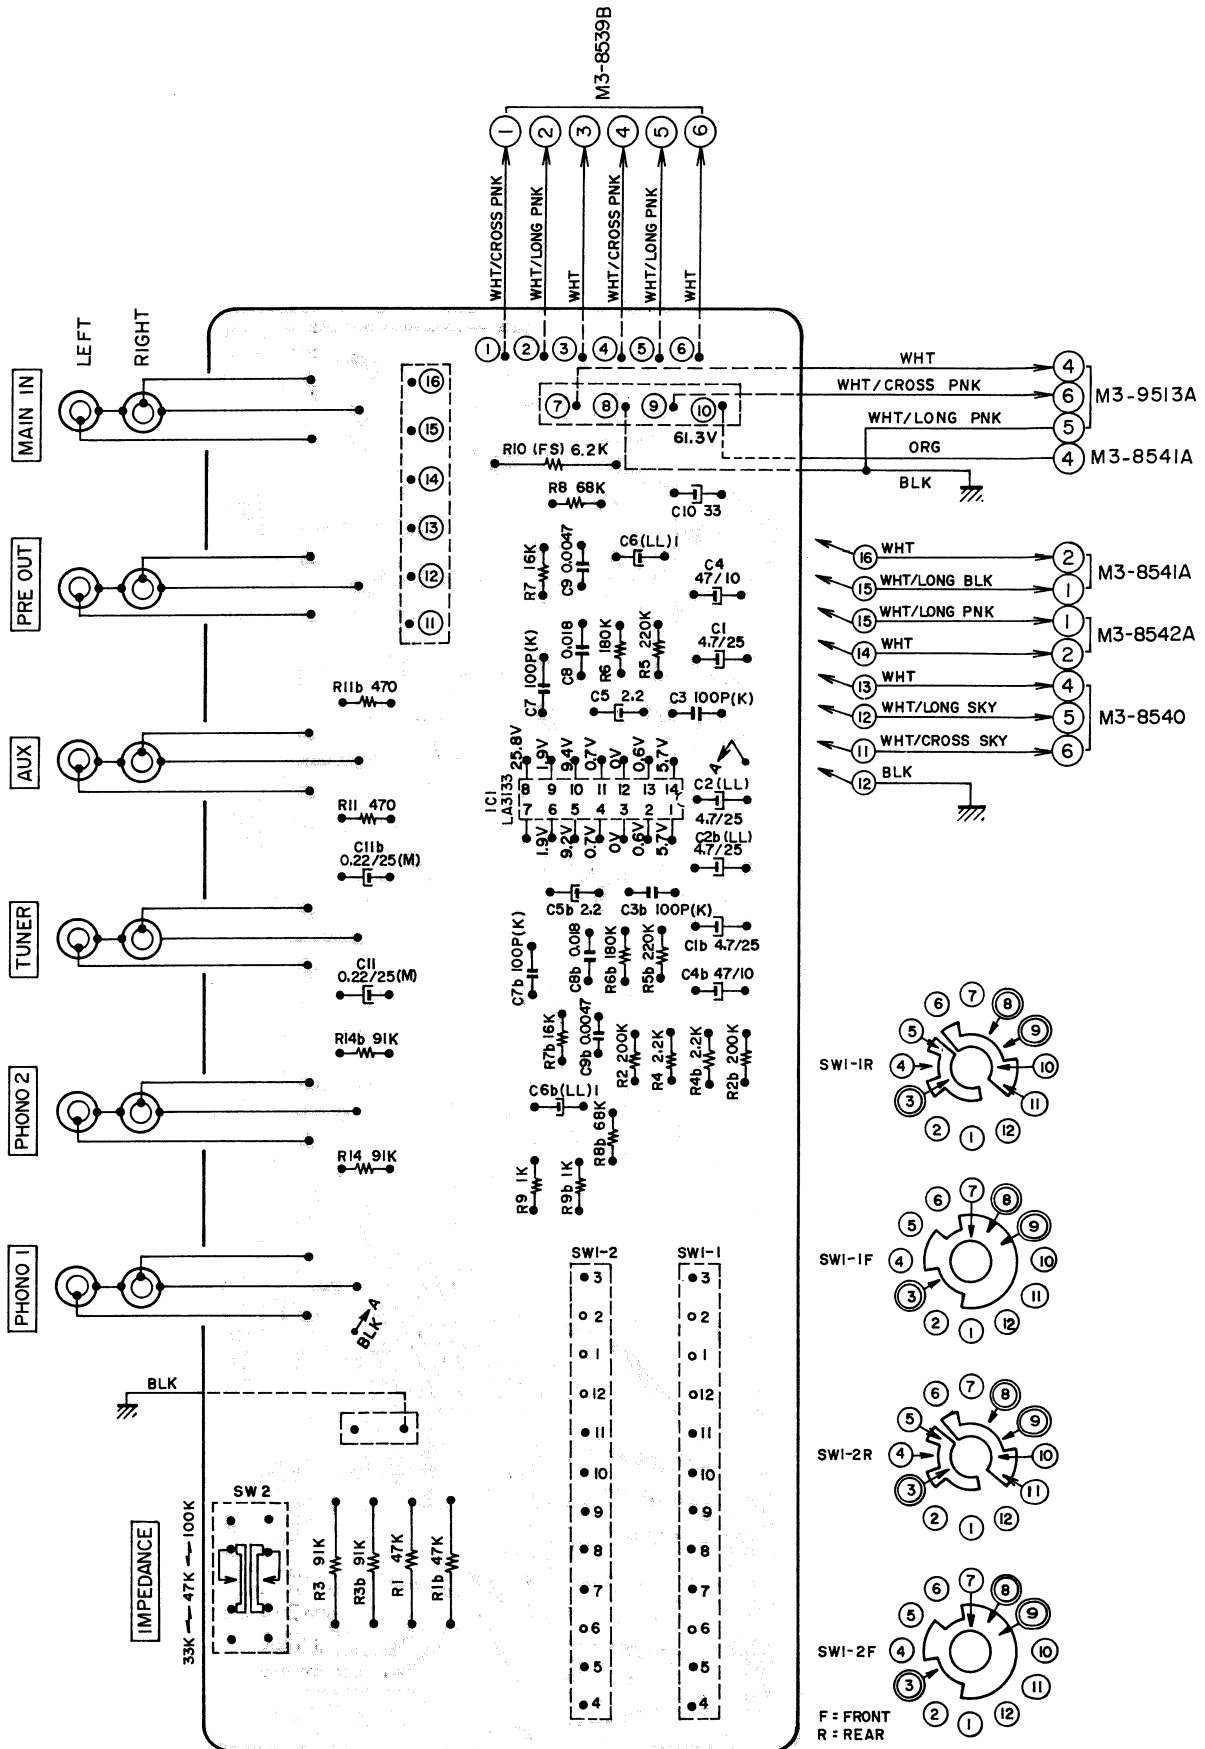 M3-8539B
1 2 3 4 5 6
WHT/CROSS PNK
WHT/LONG PNK
WHT
WHT/CROSS PNK
WHT/LONG PNK
WHT
1 2 3 4 5 6
LEFT
RIGHT
MAIN IN
16
15
14
13
12
11
7 8 9 10
61.3V
WHT 4
WHT/CROSS PNK 6
M3-9513A
WHT/LONG PNK 5
ORG 4 M3-8541A
BLK
R10 (FS) 6.2K
R8 68K
C10 33
PRE OUT
R7 16K
C9 0.0047
C6(LL)1
C4
47/10
16 WHT 2
M3-8541A
15 WHT/LONG BLK 1
15 WHT/LONG PNK 1
M3-8542A
14 WHT 2
13 WHT 4
12 WHT/LONG SKY 5
M3-8540
11 WHT/CROSS SKY 6
12 BLK
C7 100P(K)
C8 0.018
R6 180K
R5 220K
C1
4.7/25
R11b 470
C5 2.2
C3 100P(K)
AUX
25.8V 1.9V 9.4V 0.7V 0V 0.6V 5.7V
A
IC1
LA3133
8 9 10 11 12 13 14
7 6 5 4 3 2 1
1.9V 9.2V 0.7V 0V 0.6V 5.7V
C2(LL)
4.7/25
C2b(LL)
4.7/25
R11 470
C11b
0.22/25(M)
C5b 2.2
C3b 100P(K)
TUNER
C7b 100P(K)
C8b 0.018
R6b 180K
R5b 220K
C1b 4.7/25
C4b 47/10
C11
0.22/25(M)
R14b 91K
R7b 16K
C9b 0.0047
R2 200K
R4 2.2K
R4b 2.2K
R2b 200K
PHONO 2
C6b(LL)1
R8b 68K
R14 91K
R9 1K
R9b 1K
SW1-1R
1 2 3 4 5 6 7 8 9 10 11 12
SW1-1F
1 2 3 4 5 6 7 8 9 10 11 12
PHONO 1
A
BLK
BLK
SW1-2
3
2
1
12
11
10
9
8
7
6
5
4
SW1-1
3
2
1
12
11
10
9
8
7
6
5
4
SW1-2R
1 2 3 4 5 6 7 8 9 10 11 12
SW1-2F
1 2 3 4 5 6 7 8 9 10 11 12
IMPEDANCE
33K 47K 100K
SW2
R3 91K
R3b 91K
R1 47K
R1b 47K
F : FRONT
R : REAR